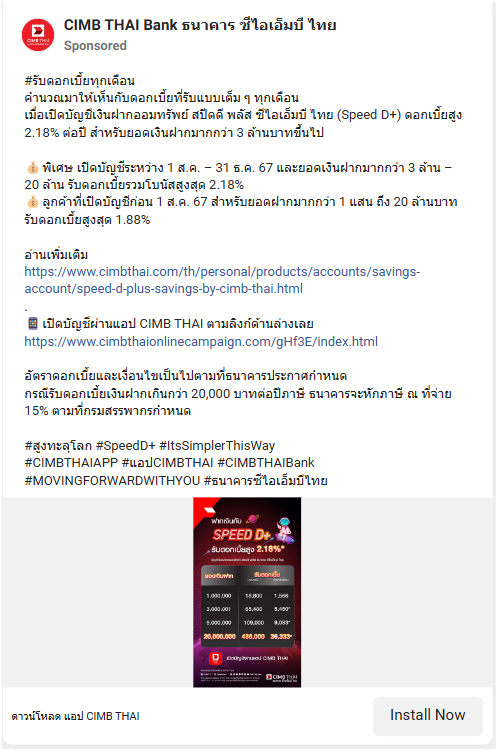 CIMB THAI Bank ธนาคาร ซีไอเอ็มบี ไทย
Sponsored
#รับดอกเบี้ยทุกเดือน
คำนวณมาให้เห็นกับดอกเบี้ยที่รับแบบเต็ม ๆ ทุกเดือน
เมื่อเปิดบัญชีเงินฝากออมทรัพย์ สปีดดี พลัส ซีไอเอ็มบี ไทย (Speed D+) ดอกเบี้ยสูง
2.18% ต่อปี สำหรับยอดเงินฝากมากกว่า 3 ล้านบาทขึ้นไป
💰พิเศษ เปิดบัญชีระหว่าง 1 ส.ค. – 31 ธ.ค. 67 และยอดเงินฝากมากกว่า 3 ล้าน –
20 ล้าน รับดอกเบี้ยรวมโบนัสสูงสุด 2.18%
💰ลูกค้าที่เปิดบัญชีก่อน 1 ส.ค. 67 สำหรับยอดฝากมากกว่า 1 แสน ถึง 20 ล้านบาท
รับดอกเบี้ยสูงสุด 1.88%
อ่านเพิ่มเติม
https://www.cimbthai.com/th/personal/products/accounts/savings-
account/speed-d-plus-savings-by-cimb-thai.html
.
📱เปิดบัญชีผ่านแอป CIMB THAI ตามลิงก์ด้านล่างเลย
https://www.cimbthaionlinecampaign.com/gHf3E/index.html
อัตราดอกเบี้ยและเงื่อนไขเป็นไปตามที่ธนาคารประกาศกำหนด
กรณีรับดอกเบี้ยเงินฝากเกินกว่า 20,000 บาทต่อปีภาษี ธนาคารจะหักภาษี ณ ที่จ่าย
15% ตามที่กรมสรรพากรกำหนด
#สูงทะลุโลก #SpeedD+ #ItsSimplerThisWay
#CIMBTHAIAPP #แอปCIMBTHAI #CIMBTHAIBank
#MOVINGFORWARDWITHYOU #ธนาคารซีไอเอ็มบีไทย
ฝากเงินกับ
SPEED D+
รับดอกเบี้ยสูง 2.18%*
ยอดเงินฝาก รับดอกเบี้ย
1,000,000 18,800 1,566
3,000,001 65,400 5,450*
5,000,000 109,000 9,083*
20,000,000 436,000 36,333*
เปิดบัญชีผ่านแอป CIMB THAI
CIMB THAI
ดาวน์โหลด แอป CIMB THAI
Install Now